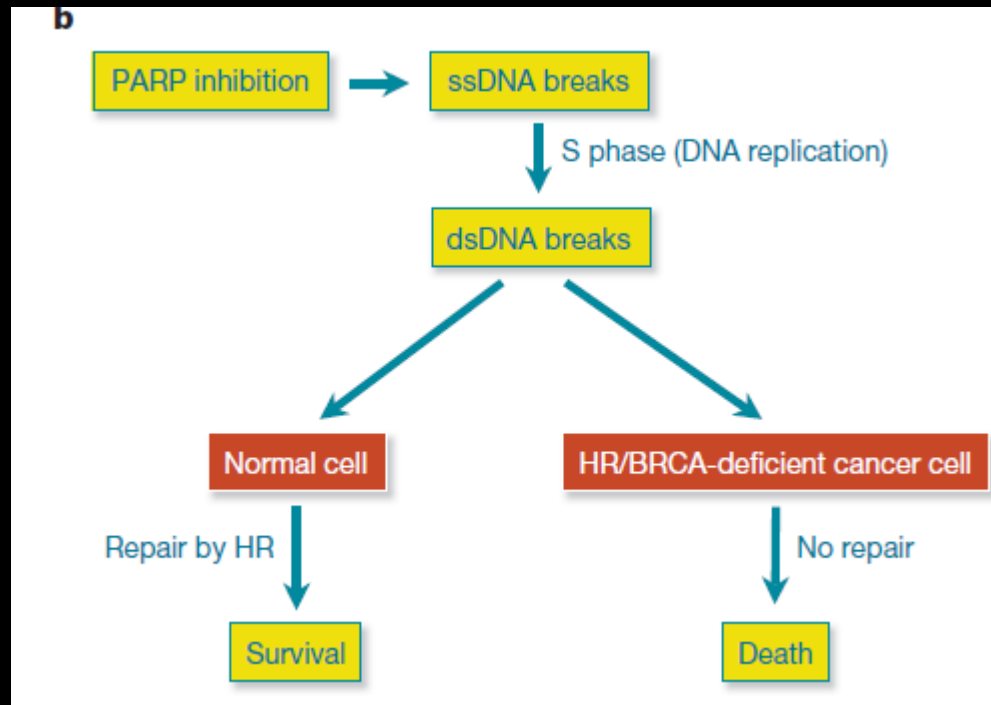 b
PARP inhibition
ssDNA breaks
S phase (DNA replication)
dsDNA breaks
Normal cell
HR/BRCA-deficient cancer cell
Repair by HR
No repair
Survival
Death